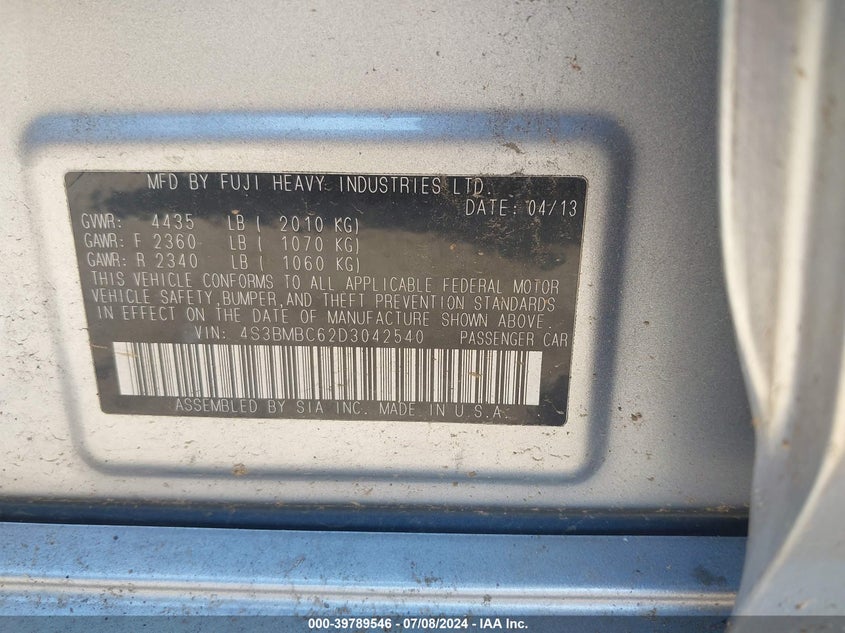 MFD BY FUJI HEAVY INDUSTRIES LTD.
DATE: 04/13
GVWR: 4435 LB ( 2010 KG)
GAWR: F 2360 LB ( 1070 KG)
GAWR: R 2340 LB ( 1060 KG)
THIS VEHICLE CONFORMS TO ALL APPLICABLE FEDERAL MOTOR
VEHICLE SAFETY, BUMPER, AND THEFT PREVENTION STANDARDS
IN EFFECT ON THE DATE OF MANUFACTURE SHOWN ABOVE.
VIN: 4S3BMBC62D3042540 PASSENGER CAR
ASSEMBLED BY SIA INC. MADE IN U.S.A.
000-39789546 - 07/08/2024 - IAA Inc.